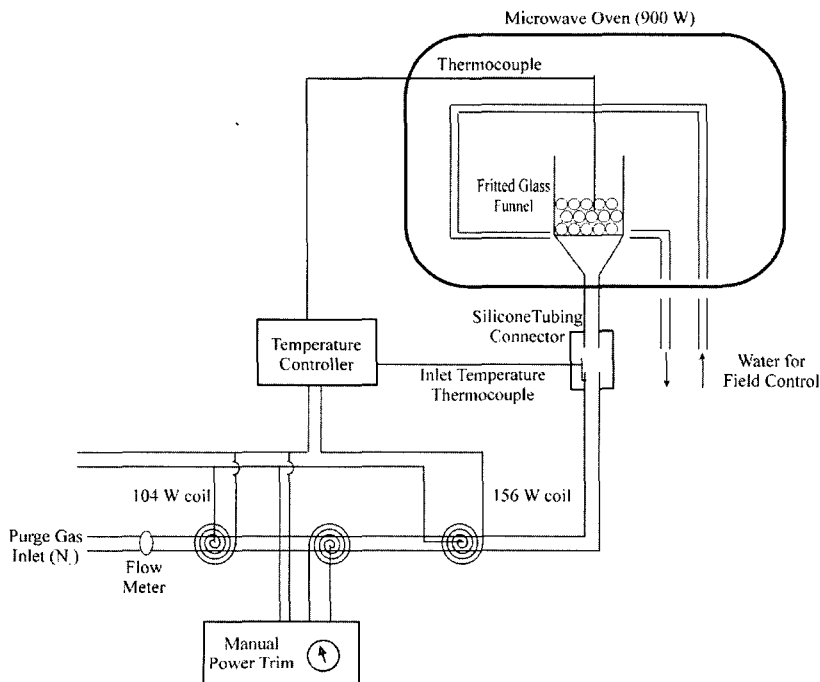 Microwave Oven (900 W)
Thermocouple
Fritted Glass
Funnel
Silicone Tubing
Connector
Temperature
Controller
Inlet Temperature
Thermocouple
Water for
Field Control
104 W coil
156 W coil
Purge Gas
Inlet (N.)
Flow
Meter
Manual
Power Trim